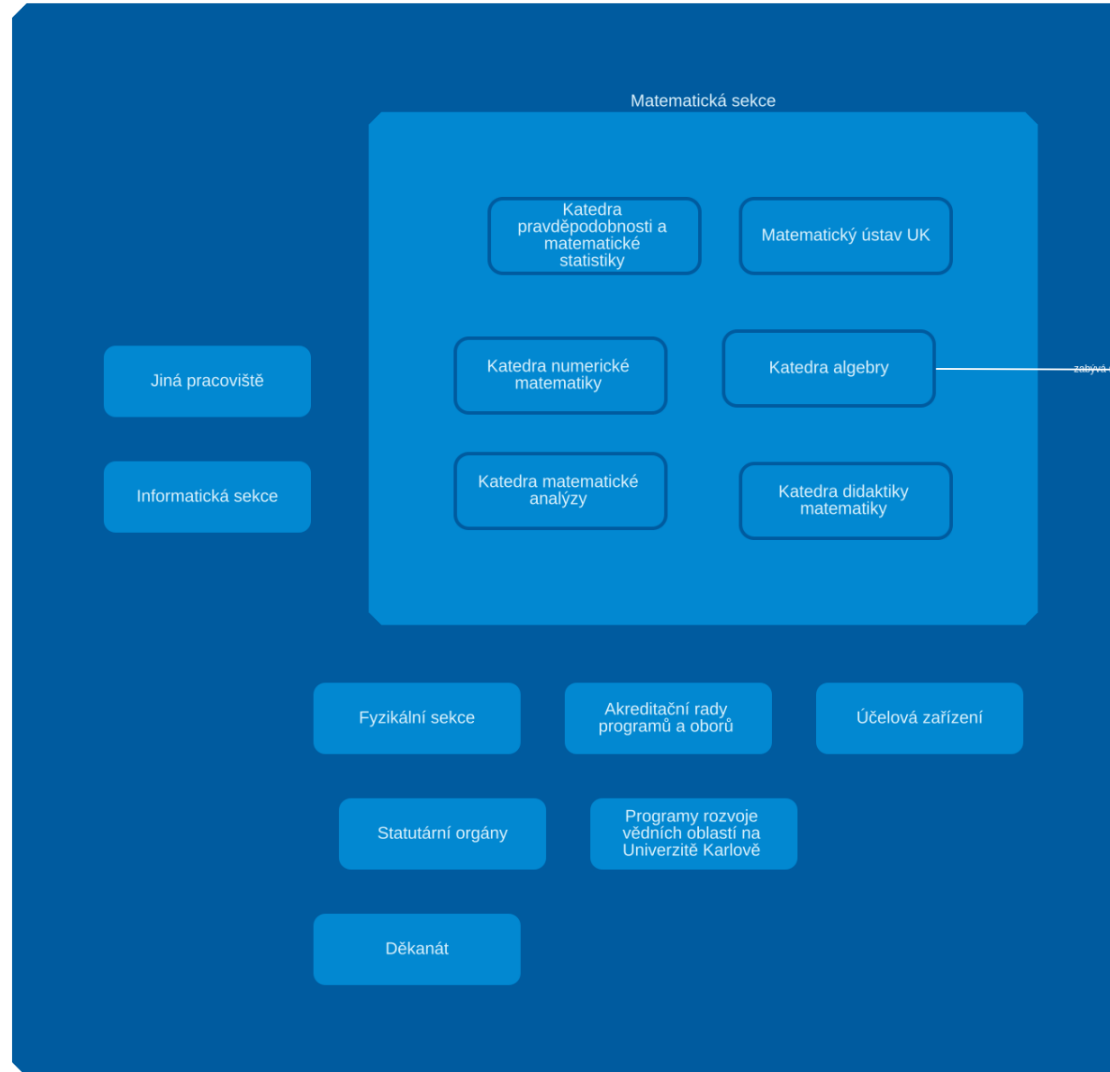 Matematická sekce
Katedra
pravděpodobnosti a
matematické
statistiky
Matematický ústav UK
Katedra numerické
matematiky
Katedra algebry
zabývá
Jiná pracoviště
Katedra matematické
analýzy
Katedra didaktiky
matematiky
Informatická sekce
Fyzikální sekce
Akreditační rady
programů a oborů
Účelová zařízení
Statutární orgány
Programy rozvoje
vědních oblastí na
Univerzitě Karlově
Děkanát